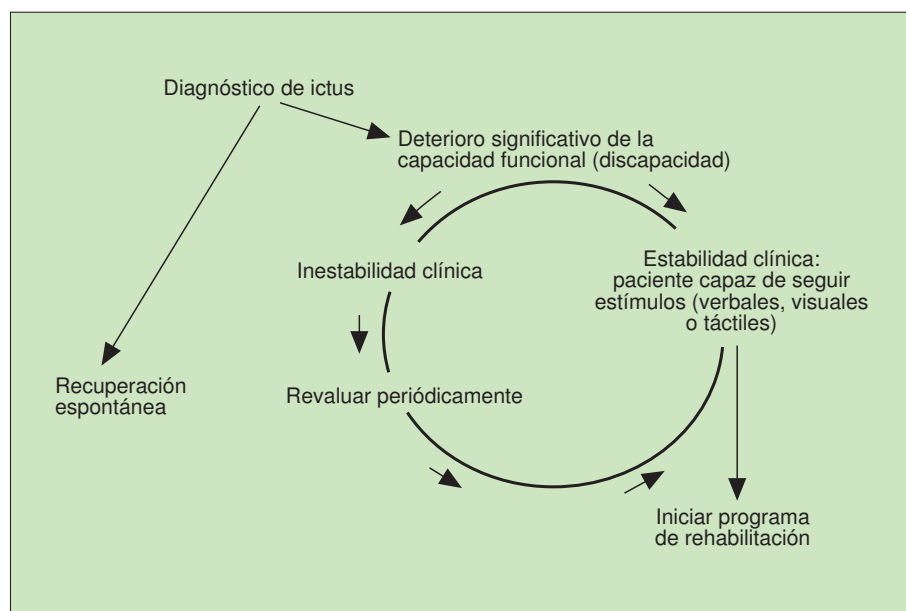 Diagnóstico de ictus
Deterioro significativo de la
capacidad funcional (discapacidad)
Inestabilidad clínica
Estabilidad clínica:
paciente capaz de seguir
estímulos (verbales, visuales
o táctiles)
Recuperación
espontánea
Revaluar periódicamente
Iniciar programa
de rehabilitación